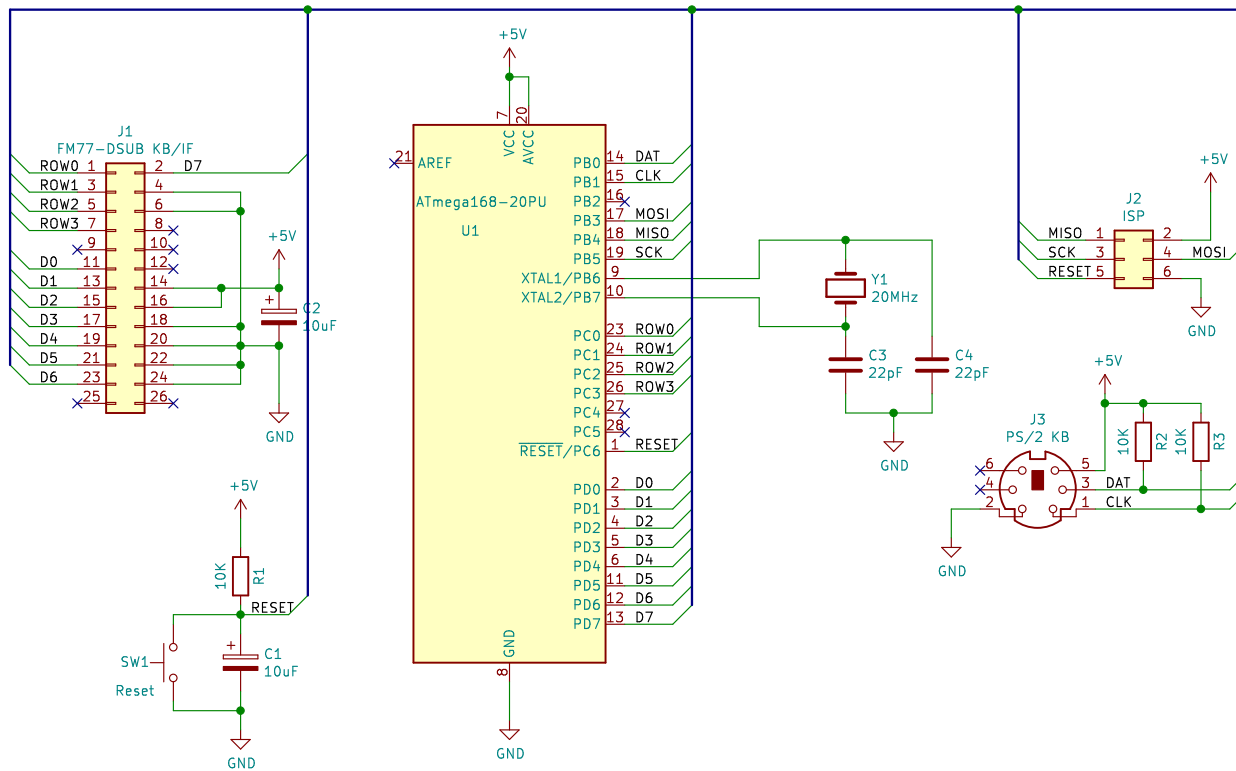 J1
FM77-DSUB KB/IF
ROW0 1 2 D7
ROW1 3 4
ROW2 5 6
ROW3 7 8
9 10
D0 11 12
D1 13 14
D2 15 16
D3 17 18
D4 19 20
D5 21 22
D6 23 24
25 26
+5V
+
C2
10uF
GND
+5V
10K
R1
RESET
SW1
Reset
+
C1
10uF
GND
+5V
7
20
VCC
AVCC
21 AREF
ATmega168-20PU
U1
PB0 14 DAT
PB1 15 CLK
PB2 16
PB3 17 MOSI
PB4 18 MISO
PB5 19 SCK
XTAL1/PB6 9
XTAL2/PB7 10
PC0 23 ROW0
PC1 24 ROW1
PC2 25 ROW2
PC3 26 ROW3
PC4 27
PC5 28
RESET/PC6 1 RESET
PD0 2 D0
PD1 3 D1
PD2 4 D2
PD3 5 D3
PD4 6 D4
PD5 11 D5
PD6 12 D6
PD7 13 D7
GND
8
GND
Y1
20MHz
C3
22pF
C4
22pF
GND
J2
ISP
+5V
MISO 1 2
SCK 3 4 MOSI
RESET 5 6
GND
+5V
J3
PS/2 KB
10K
R2
10K
R3
6 5
4 3 DAT
2 1 CLK
GND